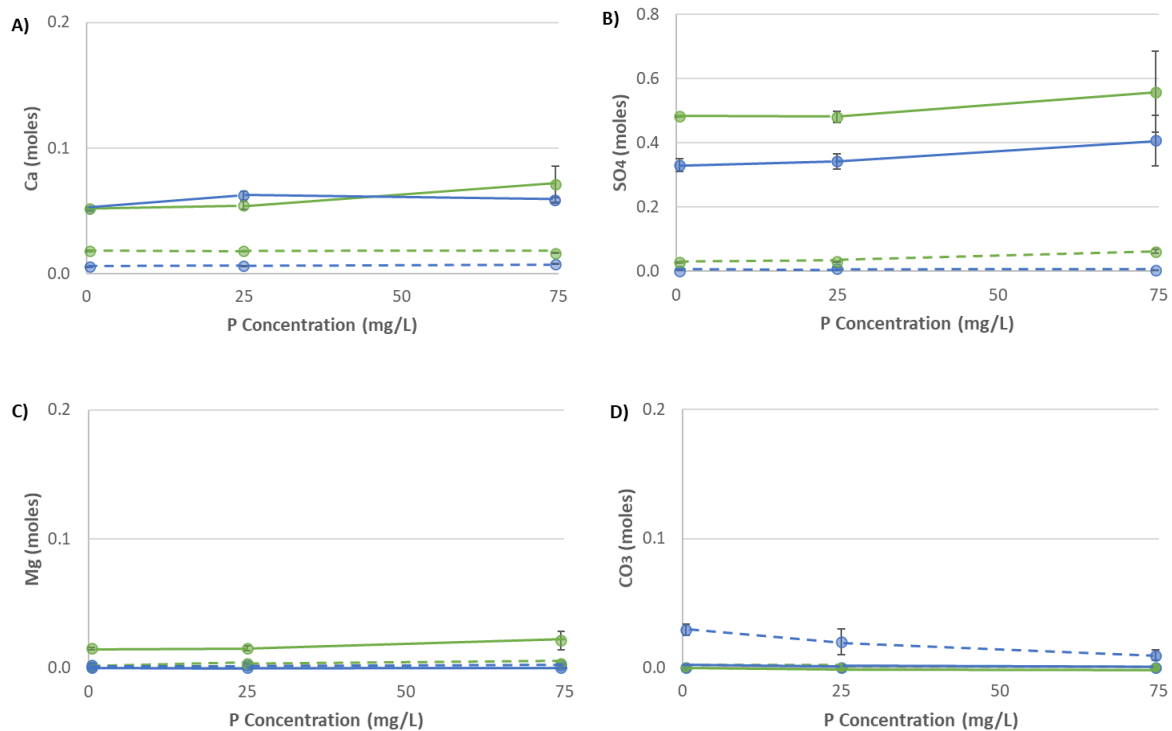 A)
0.2
0.1
0.0
Ca (moles)
0
25
50
75
P Concentration (mg/L)
B)
0.8
0.6
0.4
0.2
0.0
SO4 (moles)
0
25
50
75
P Concentration (mg/L)
C)
0.2
0.1
0.0
Mg (moles)
0
25
50
75
P Concentration (mg/L)
D)
0.2
0.1
0.0
CO3 (moles)
0
25
50
75
P Concentration (mg/L)